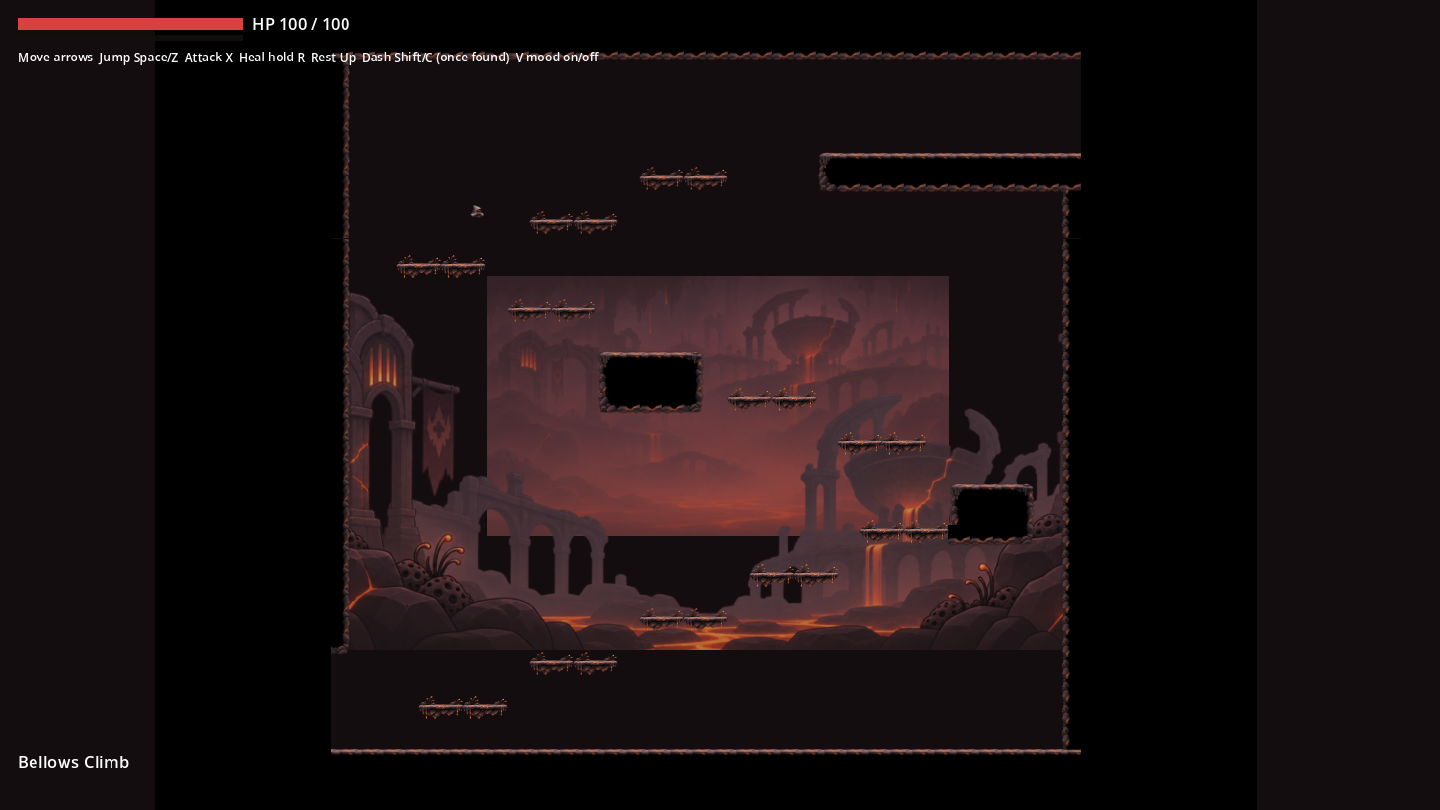 HP 100 / 100
Move arrows  Jump Space/Z  Attack X  Heal hold R  Rest Up  Dash Shift/C (once found)  V mood on/off
Bellows Climb